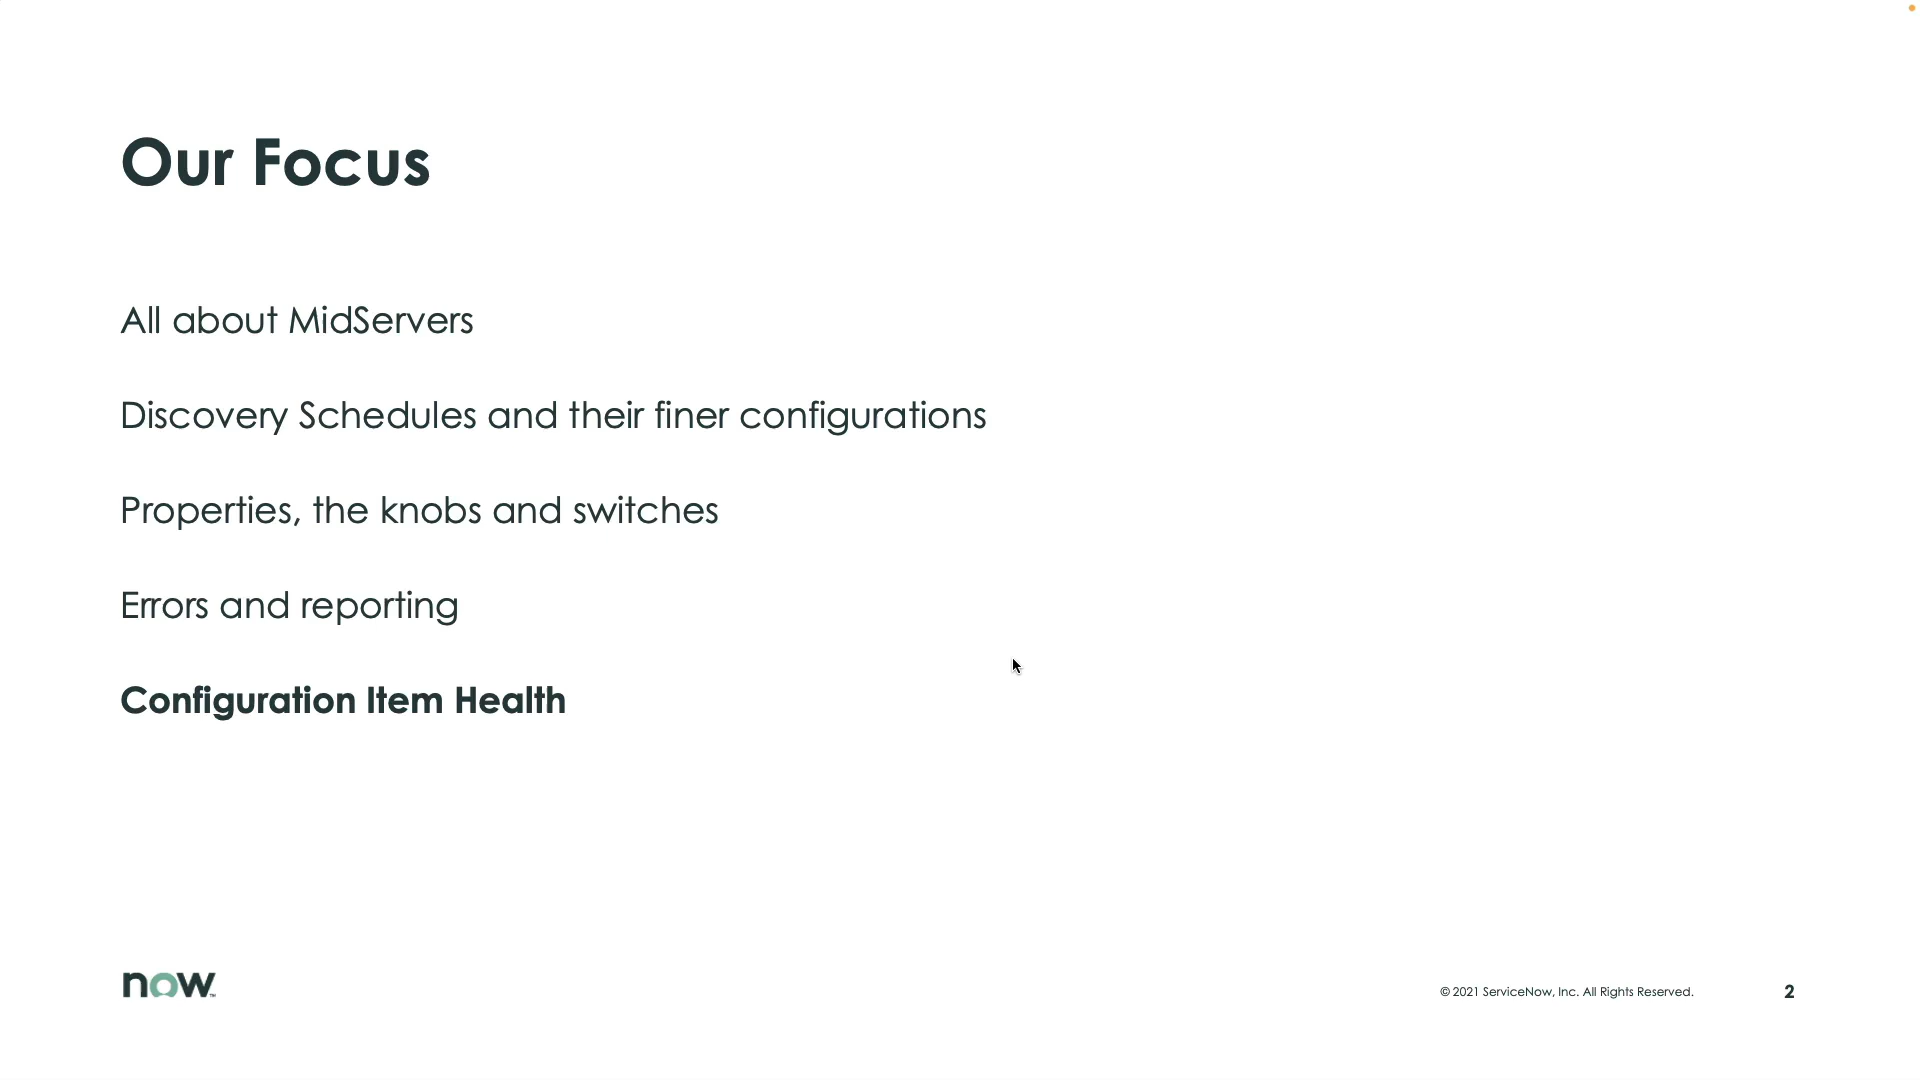 Our Focus
All about MidServers
Discovery Schedules and their finer configurations
Properties, the knobs and switches
Errors and reporting
Configuration Item Health
now™
© 2021 ServiceNow, Inc. All Rights Reserved.
2